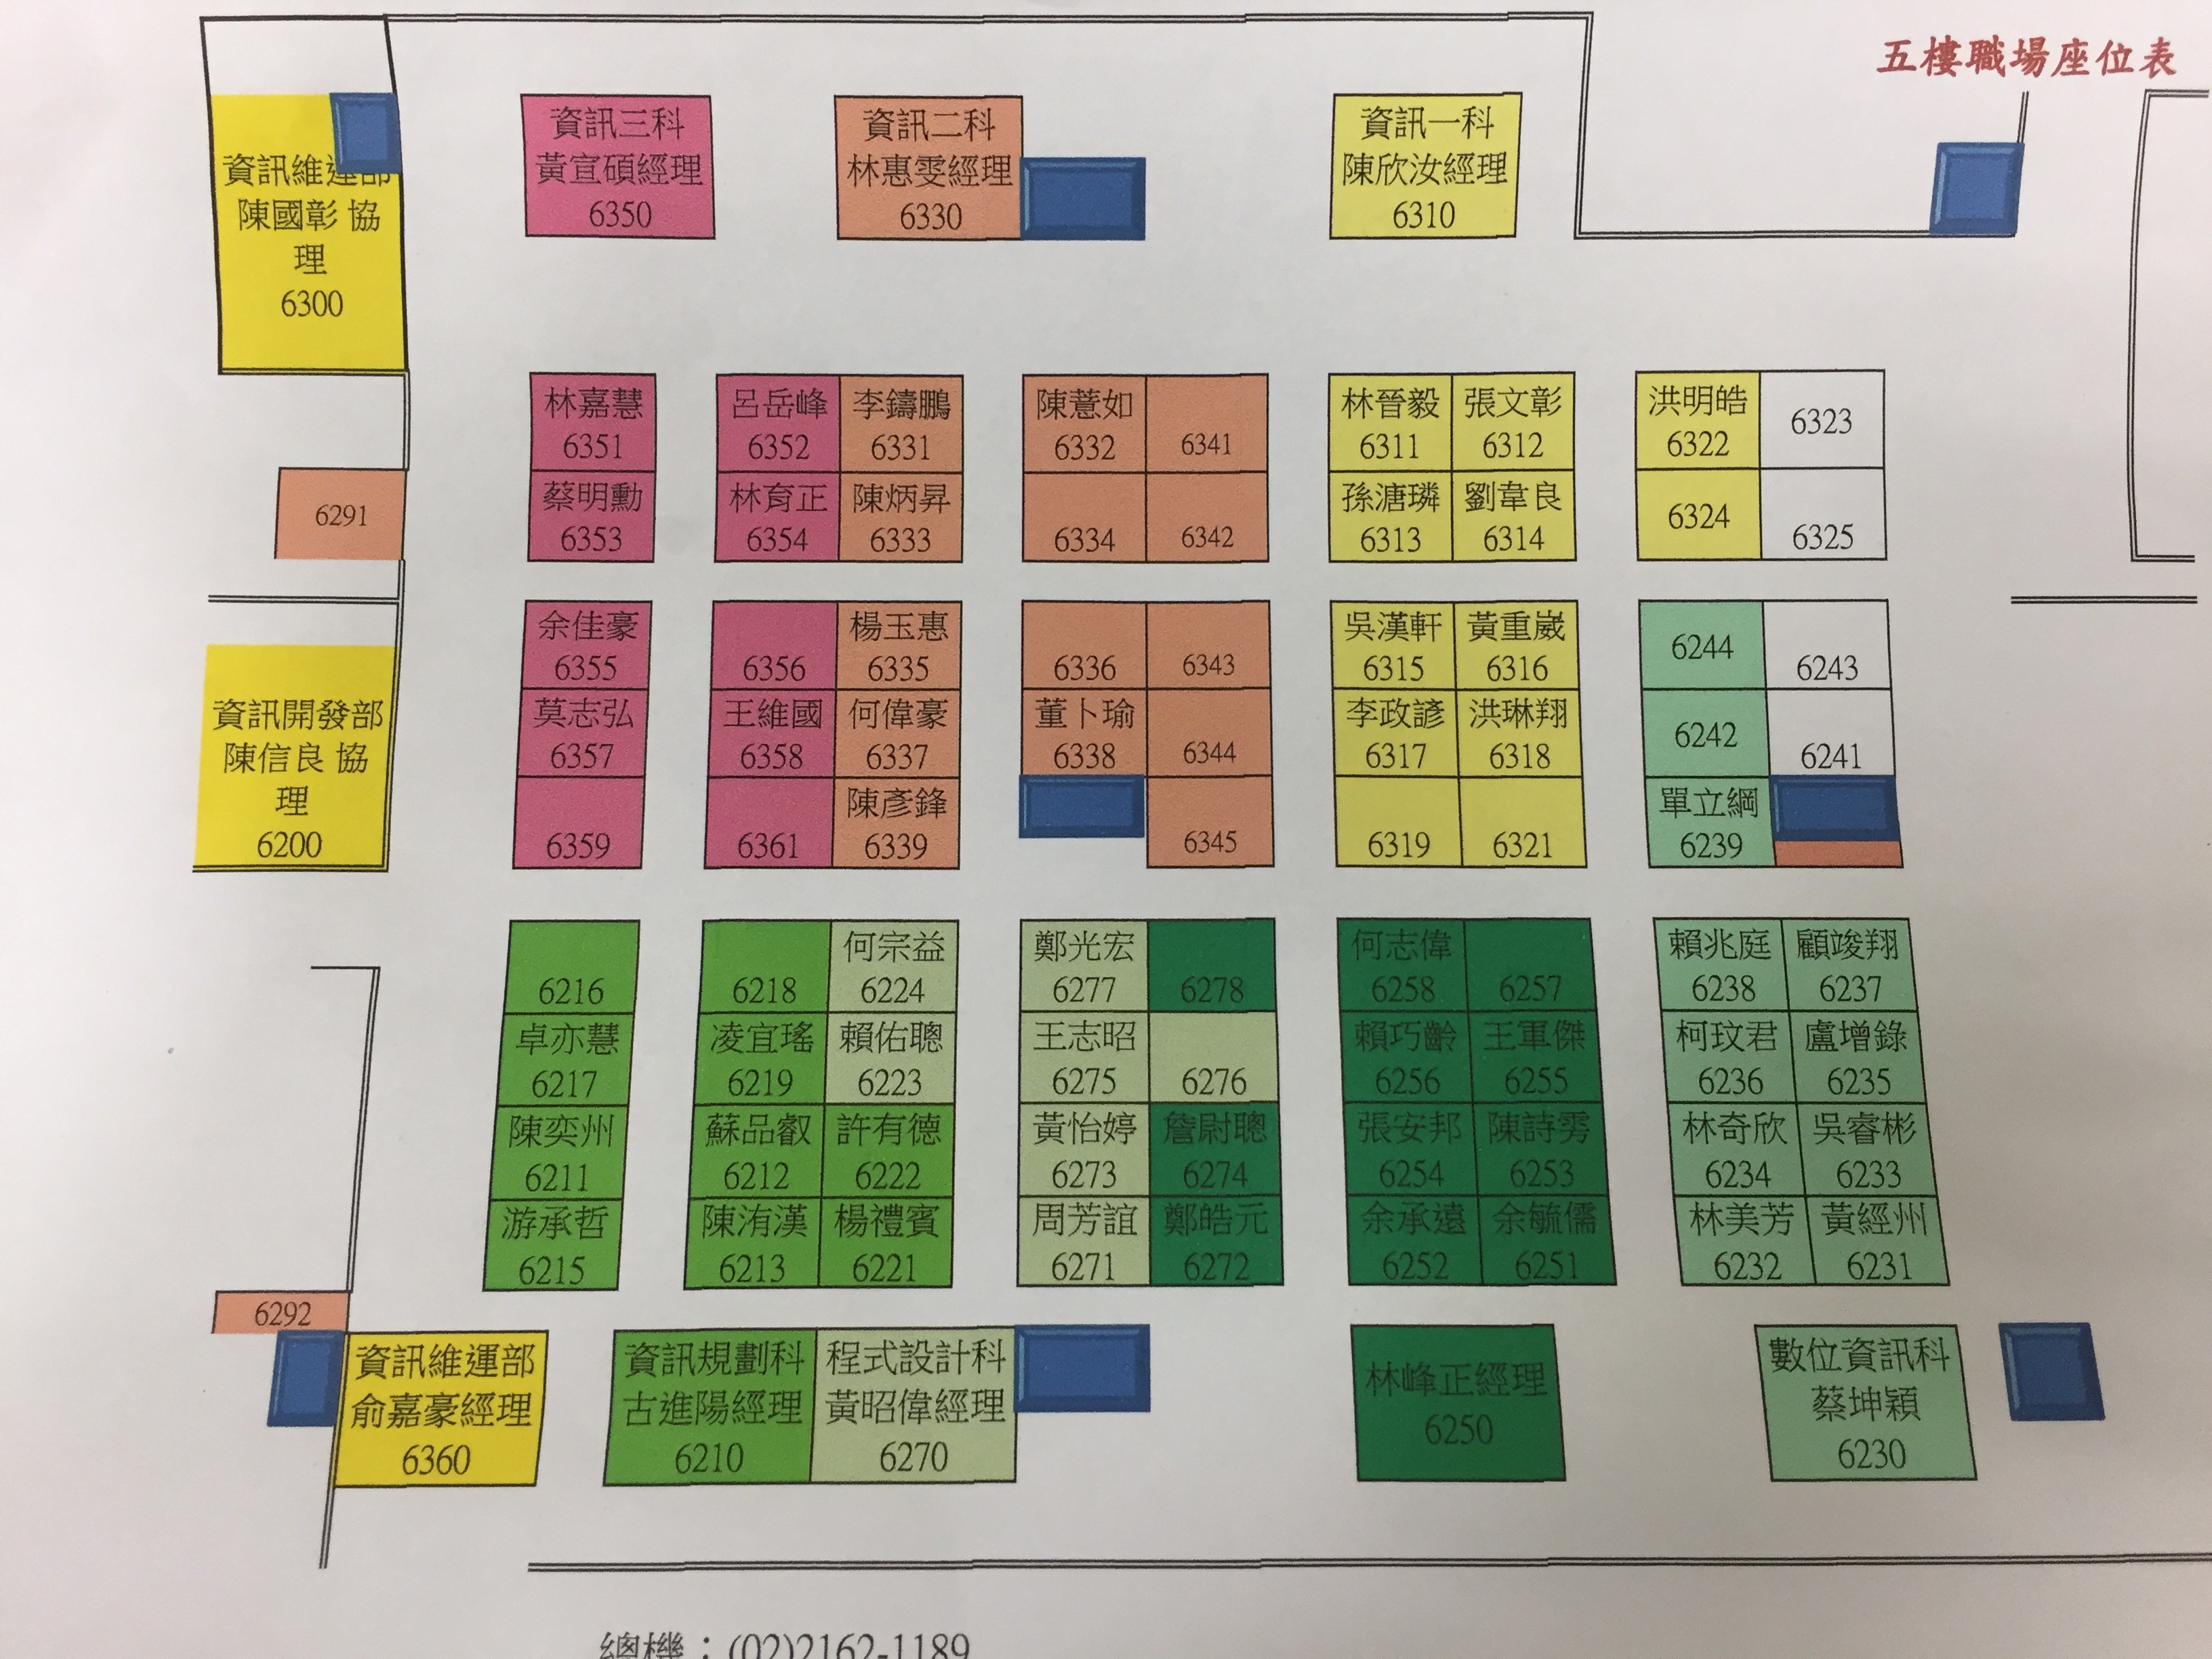 五樓職場座位表
資訊維運部
陳國彰 協
理
6300
資訊三科
黃宣碩經理
6350
資訊二科
林惠雯經理
6330
資訊一科
陳欣汝經理
6310
6291
林嘉慧
6351
呂岳峰
6352
李鑄鵬
6331
陳薏如
6332
6341
林晉毅
6311
張文彰
6312
洪明皓
6322
6323
蔡明勳
6353
林育正
6354
陳炳昇
6333
6334
6342
孫溏璘
6313
劉韋良
6314
6324
6325
資訊開發部
陳信良 協
理
6200
余佳豪
6355
6356
楊玉惠
6335
6336
6343
吳漢軒
6315
黃重崴
6316
6244
6243
莫志弘
6357
王維國
6358
何偉豪
6337
董卜瑜
6338
6344
李政諺
6317
洪琳翔
6318
6242
6241
6359
6361
陳彥鋒
6339
6345
6319
6321
單立綱
6239
6216
6218
何宗益
6224
鄭光宏
6277
6278
何志偉
6258
6257
賴兆庭
6238
顧竣翔
6237
卓亦慧
6217
凌宜瑤
6219
賴佑聰
6223
王志昭
6275
6276
賴巧齡
6256
王軍傑
6255
柯玟君
6236
盧增錄
6235
陳奕州
6211
蘇品叡
6212
許有德
6222
黃怡婷
6273
詹尉聰
6274
張安邦
6254
陳詩雱
6253
林奇欣
6234
吳睿彬
6233
游承哲
6215
陳洧漢
6213
楊禮賓
6221
周芳誼
6271
鄭皓元
6272
余承遠
6252
余毓儒
6251
林美芳
6232
黃經州
6231
6292
資訊維運部
俞嘉豪經理
6360
資訊規劃科
古進陽經理
6210
程式設計科
黃昭偉經理
6270
林峰正經理
6250
數位資訊科
蔡坤穎
6230
總機：(02)2162-1189